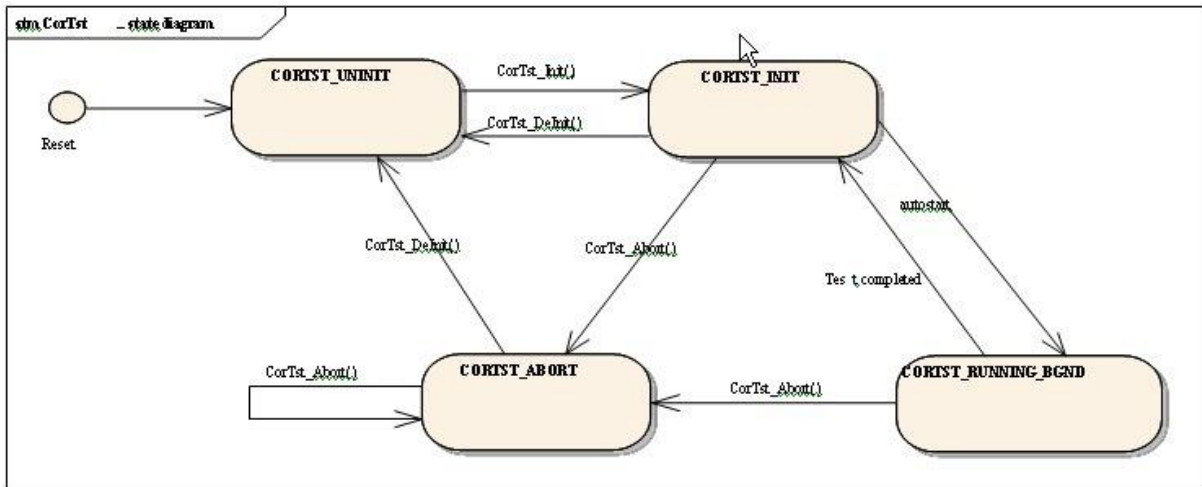 stm CorTst _ state diagram
CORTST_UNINIT
CorTst_Init()
CORTST_INIT
CorTst_DeInit()
Reset
autostart
CorTst_DeInit()
CorTst_Abort()
Tes t completed
CorTst_Abort()
CORTST_ABORT
CorTst_Abort()
CORTST_RUNNING_BGND